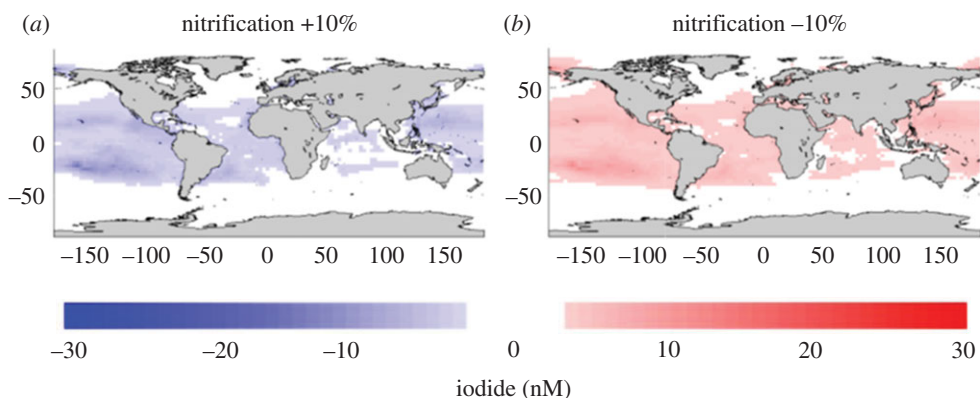 (a) nitrification +10%
(b) nitrification –10%
50
0
–50
–150 –100 –50 0 50 100 150
50
0
–50
–150 –100 –50 0 50 100 150
–30 –20 –10 0 10 20 30
iodide (nM)